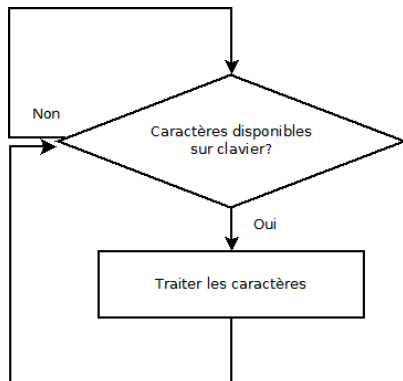 Non
Caractères disponibles
sur clavier?
Oui
Traiter les caractères